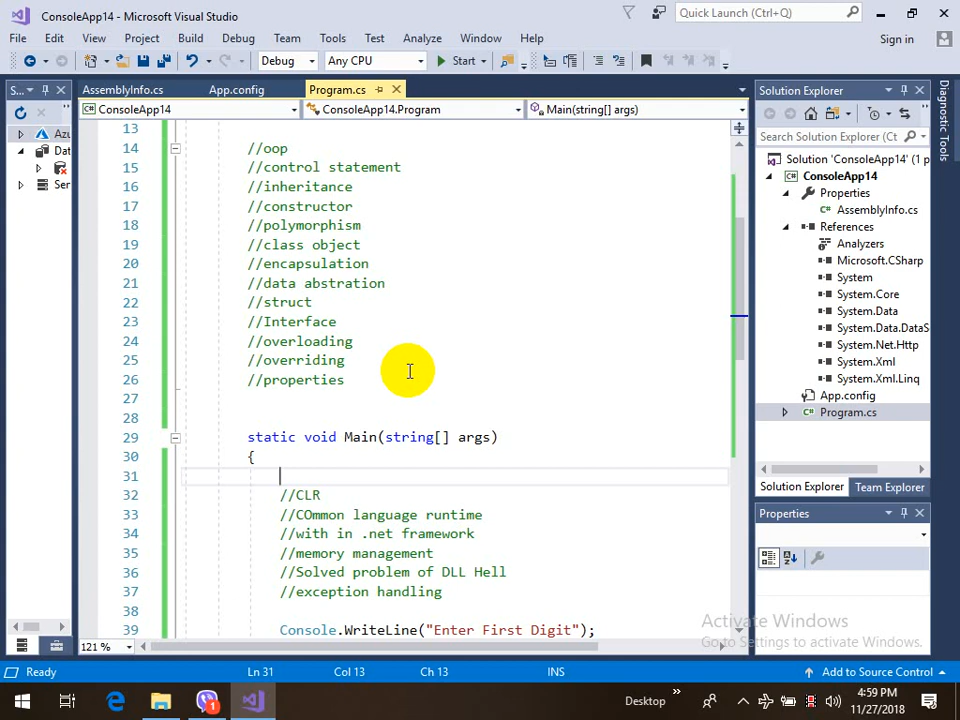 ConsoleApp14 - Microsoft Visual Studio
Quick Launch (Ctrl+Q)
File Edit View Project Build Debug Team Tools Test Analyze Window Help Sign in
Debug Any CPU Start
S... AssemblyInfo.cs App.config Program.cs Solution Explorer
ConsoleApp14 ConsoleApp14.Program Main(string[] args)
Search Solution Explorer (Ct
Azu
Dat
Ser
Diagnostic Tools
13
14 //oop
15 //control statement
16 //inheritance
17 //constructor
18 //polymorphism
19 //class object
20 //encapsulation
21 //data abstration
22 //struct
23 //Interface
24 //overloading
25 //overriding
26 //properties
27
28
29 static void Main(string[] args)
30 {
31
32 //CLR
33 //COmmon language runtime
34 //with in .net framework
35 //memory management
36 //Solved problem of DLL Hell
37 //exception handling
38
39 Console.WriteLine("Enter First Digit");
Solution 'ConsoleApp14' (1 p
ConsoleApp14
Properties
AssemblyInfo.cs
References
Analyzers
Microsoft.CSharp
System
System.Core
System.Data
System.Data.DataS
System.Net.Http
System.Xml
System.Xml.Linq
App.config
Program.cs
Solution Explorer Team Explorer
Properties
Activate Windows
Go to Settings to activate Windows.
121 %
Ready Ln 31 Col 13 Ch 13 INS Add to Source Control
1 Desktop 4:59 PM
11/27/2018